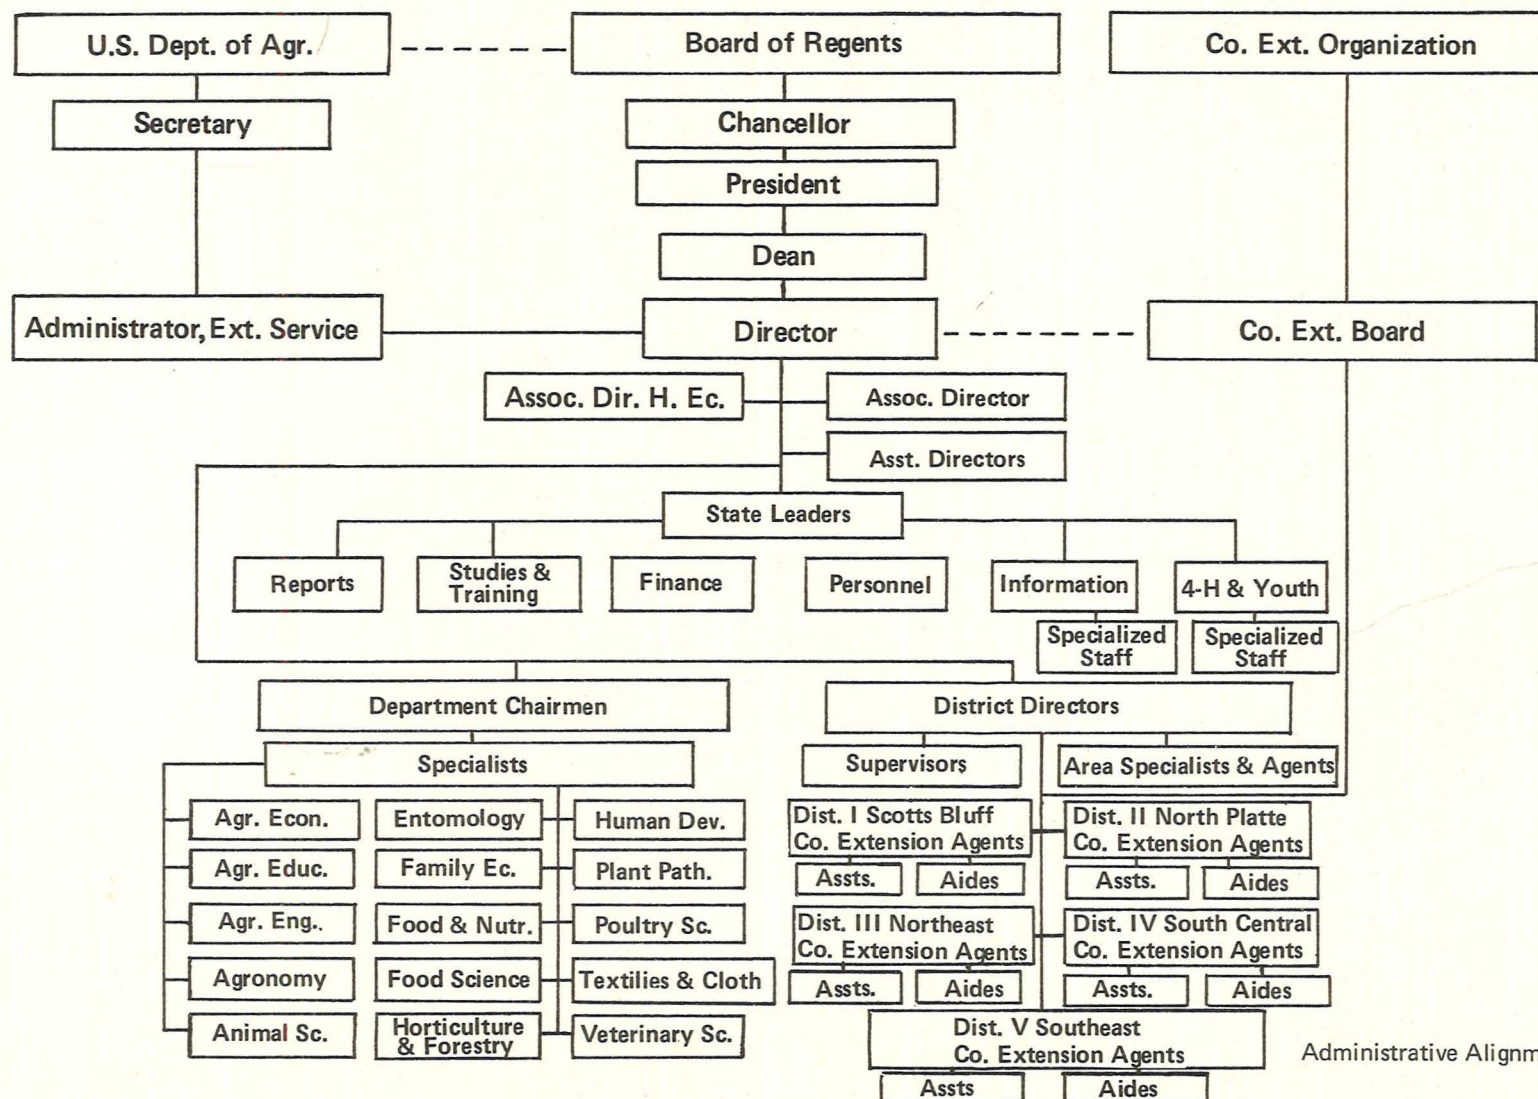 U.S. Dept. of Agr.
Board of Regents
Co. Ext. Organization
Secretary
Chancellor
President
Dean
Administrator, Ext. Service
Director
Co. Ext. Board
Assoc. Dir. H. Ec.
Assoc. Director
Asst. Directors
State Leaders
Reports
Studies &
Training
Finance
Personnel
Information
4-H & Youth
Specialized
Staff
Specialized
Staff
Department Chairmen
District Directors
Specialists
Supervisors
Area Specialists & Agents
Agr. Econ.
Entomology
Human Dev.
Agr. Educ.
Family Ec.
Plant Path.
Agr. Eng..
Food & Nutr.
Poultry Sc.
Agronomy
Food Science
Textilies & Cloth
Animal Sc.
Horticulture
& Forestry
Veterinary Sc.
Dist. I Scotts Bluff
Co. Extension Agents
Assts.
Aides
Dist. II North Platte
Co. Extension Agents
Assts.
Aides
Dist. III Northeast
Co. Extension Agents
Assts.
Aides
Dist. IV South Central
Co. Extension Agents
Assts.
Aides
Dist. V Southeast
Co. Extension Agents
Assts
Aides
Administrative Alignm